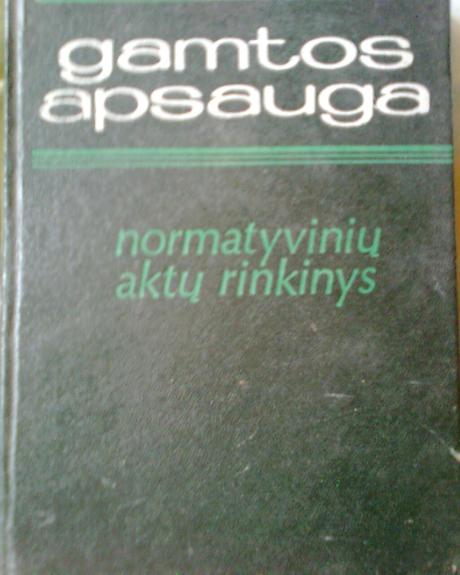 gamtos
apsauga
normatyvinių
aktų rinkinys